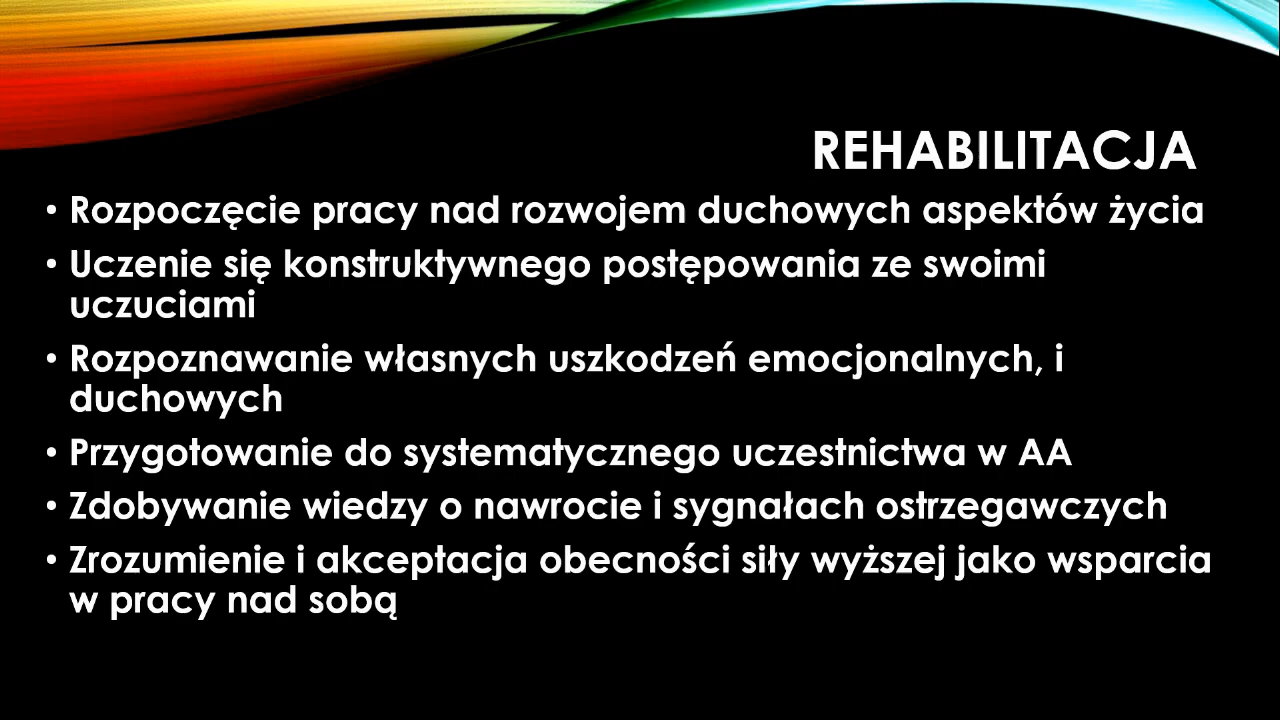 REHABILITACJA
• Rozpoczęcie pracy nad rozwojem duchowych aspektów życia
• Uczenie się konstruktywnego postępowania ze swoimi
uczuciami
• Rozpoznawanie własnych uszkodzeń emocjonalnych, i
duchowych
• Przygotowanie do systematycznego uczestnictwa w AA
• Zdobywanie wiedzy o nawrocie i sygnałach ostrzegawczych
• Zrozumienie i akceptacja obecności siły wyższej jako wsparcia
w pracy nad sobą